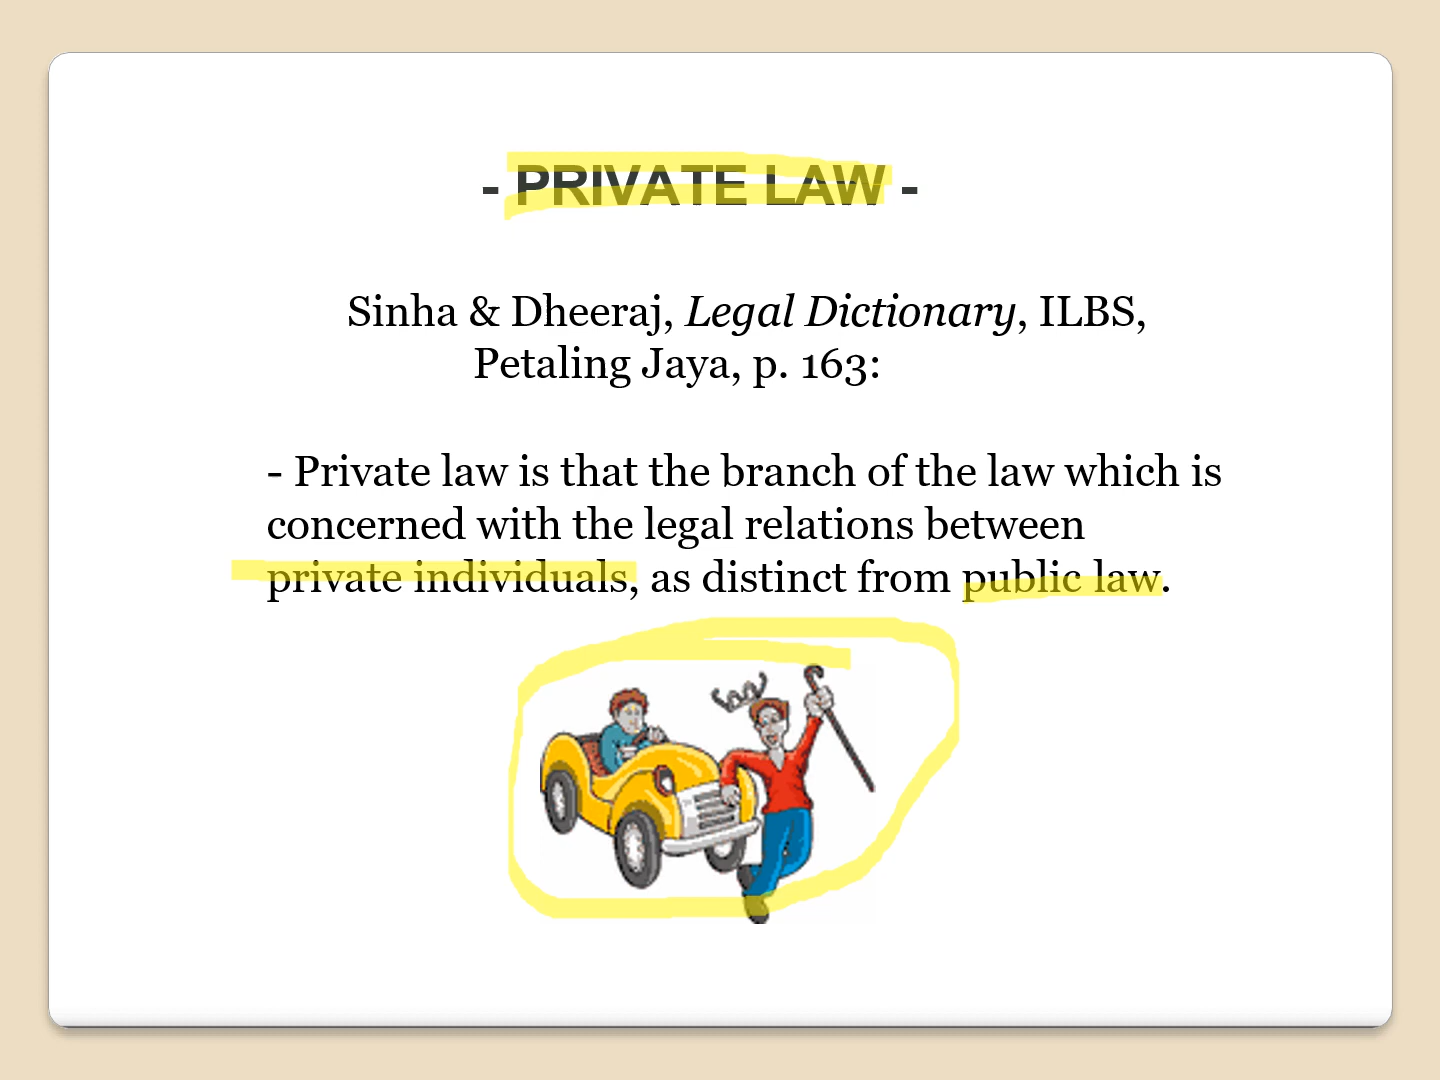 - PRIVATE LAW -
Sinha & Dheeraj, Legal Dictionary, ILBS,
Petaling Jaya, p. 163:
- Private law is that the branch of the law which is
concerned with the legal relations between
private individuals, as distinct from public law.